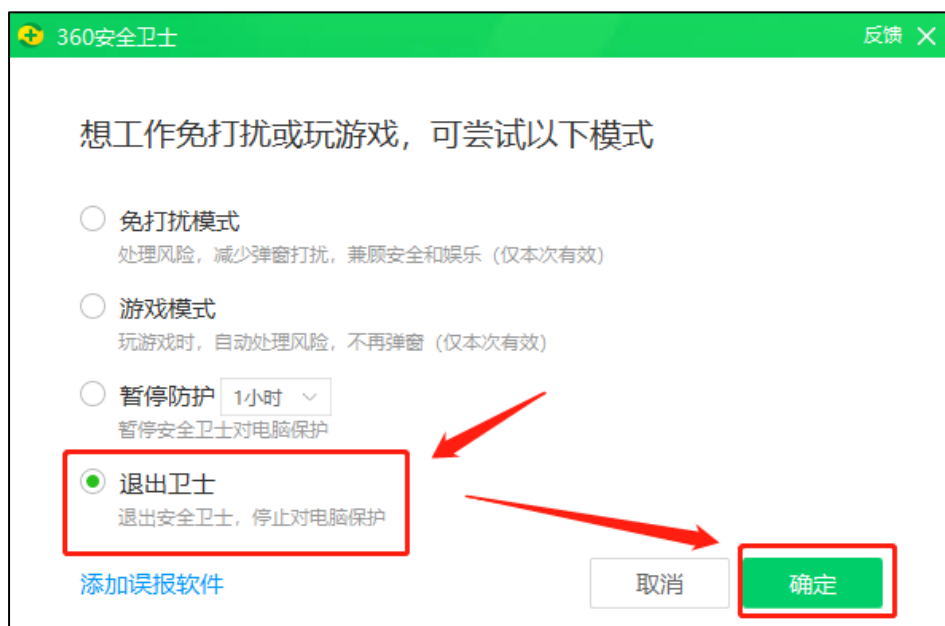 360安全卫士 反馈
想工作免打扰或玩游戏，可尝试以下模式
免打扰模式
处理风险，减少弹窗打扰，兼顾安全和娱乐（仅本次有效）
游戏模式
玩游戏时，自动处理风险，不再弹窗（仅本次有效）
暂停防护 1小时
暂停安全卫士对电脑保护
退出卫士
退出安全卫士，停止对电脑保护
添加误报软件 取消 确定